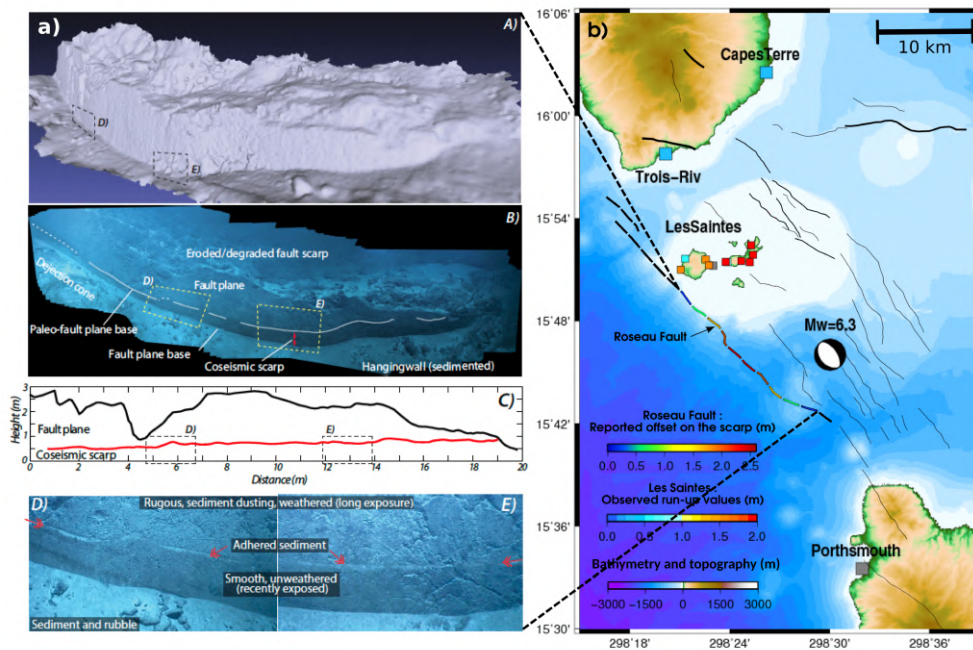 a)
A)
D)
E)
B)
Eroded/degraded fault scarp
Fault plane
D)
E)
Dejection cone
Paleo-fault plane base
Fault plane base
Coseismic scarp
Hangingwall (sedimented)
C)
Height(m)
3
2
1
0
Fault plane
Coseismic scarp
D)
E)
0 2 4 6 8 10 12 14 16 18 20
Distance(m)
D)
Rugous, sediment dusting, weathered (long exposure)
E)
Adhered sediment
Smooth, unweathered
(recently exposed)
Sediment and rubble
b)
10 km
16˚06'
16˚00'
15˚54'
15˚48'
15˚42'
15˚36'
15˚30'
298˚18' 298˚24' 298˚30' 298˚36'
CapesTerre
Trois-Riv
LesSaintes
Roseau Fault
Mw=6.3
Roseau Fault :
Reported offset on the scarp (m)
0.0 0.5 1.0 1.5 2.0 2.5
Les Saintes
Observed run-up values (m)
0.0 0.5 1.0 1.5 2.0
Bathymetry and topography (m)
-3000 -1500 0 1500 3000
Porthsmouth